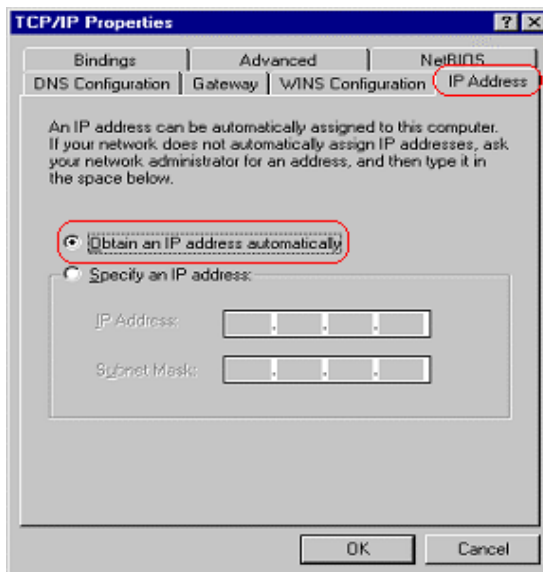 TCP/IP Properties
Bindings Advanced NetBIOS
DNS Configuration Gateway WINS Configuration IP Address
An IP address can be automatically assigned to this computer.
If your network does not automatically assign IP addresses, ask
your network administrator for an address, and then type it in
the space below.
Obtain an IP address automatically
Specify an IP address:
IP Address:
Subnet Mask:
OK Cancel